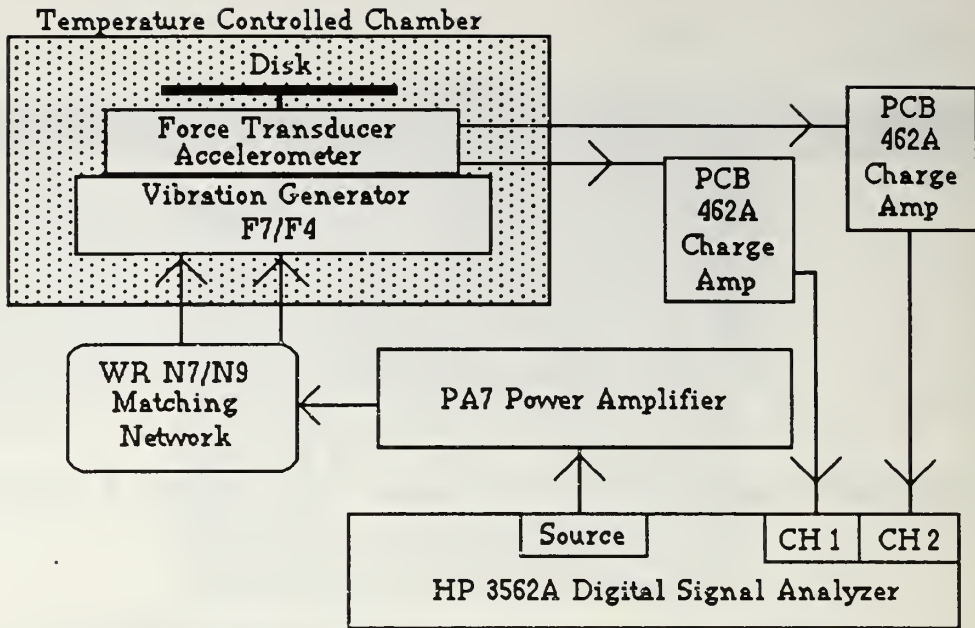 Temperature Controlled Chamber
Disk
Force Transducer
Accelerometer
Vibration Generator
F7/F4
PCB
462A
Charge
Amp
PCB
462A
Charge
Amp
WR N7/N9
Matching
Network
PA7 Power Amplifier
Source
CH 1
CH 2
HP 3562A Digital Signal Analyzer